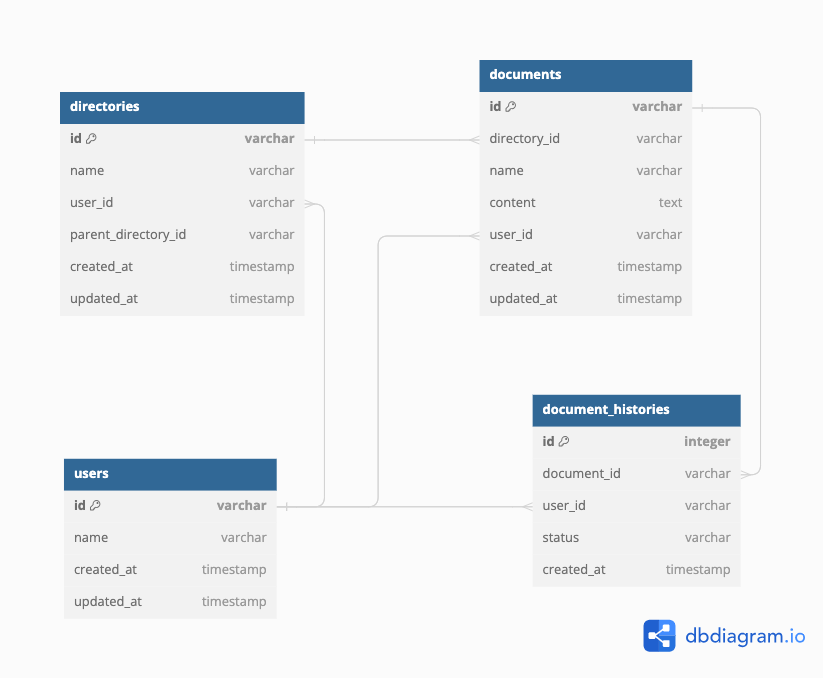 directories
id varchar
name varchar
user_id varchar
parent_directory_id varchar
created_at timestamp
updated_at timestamp
documents
id varchar
directory_id varchar
name varchar
content text
user_id varchar
created_at timestamp
updated_at timestamp
users
id varchar
name varchar
created_at timestamp
updated_at timestamp
document_histories
id integer
document_id varchar
user_id varchar
status varchar
created_at timestamp
dbdiagram.io